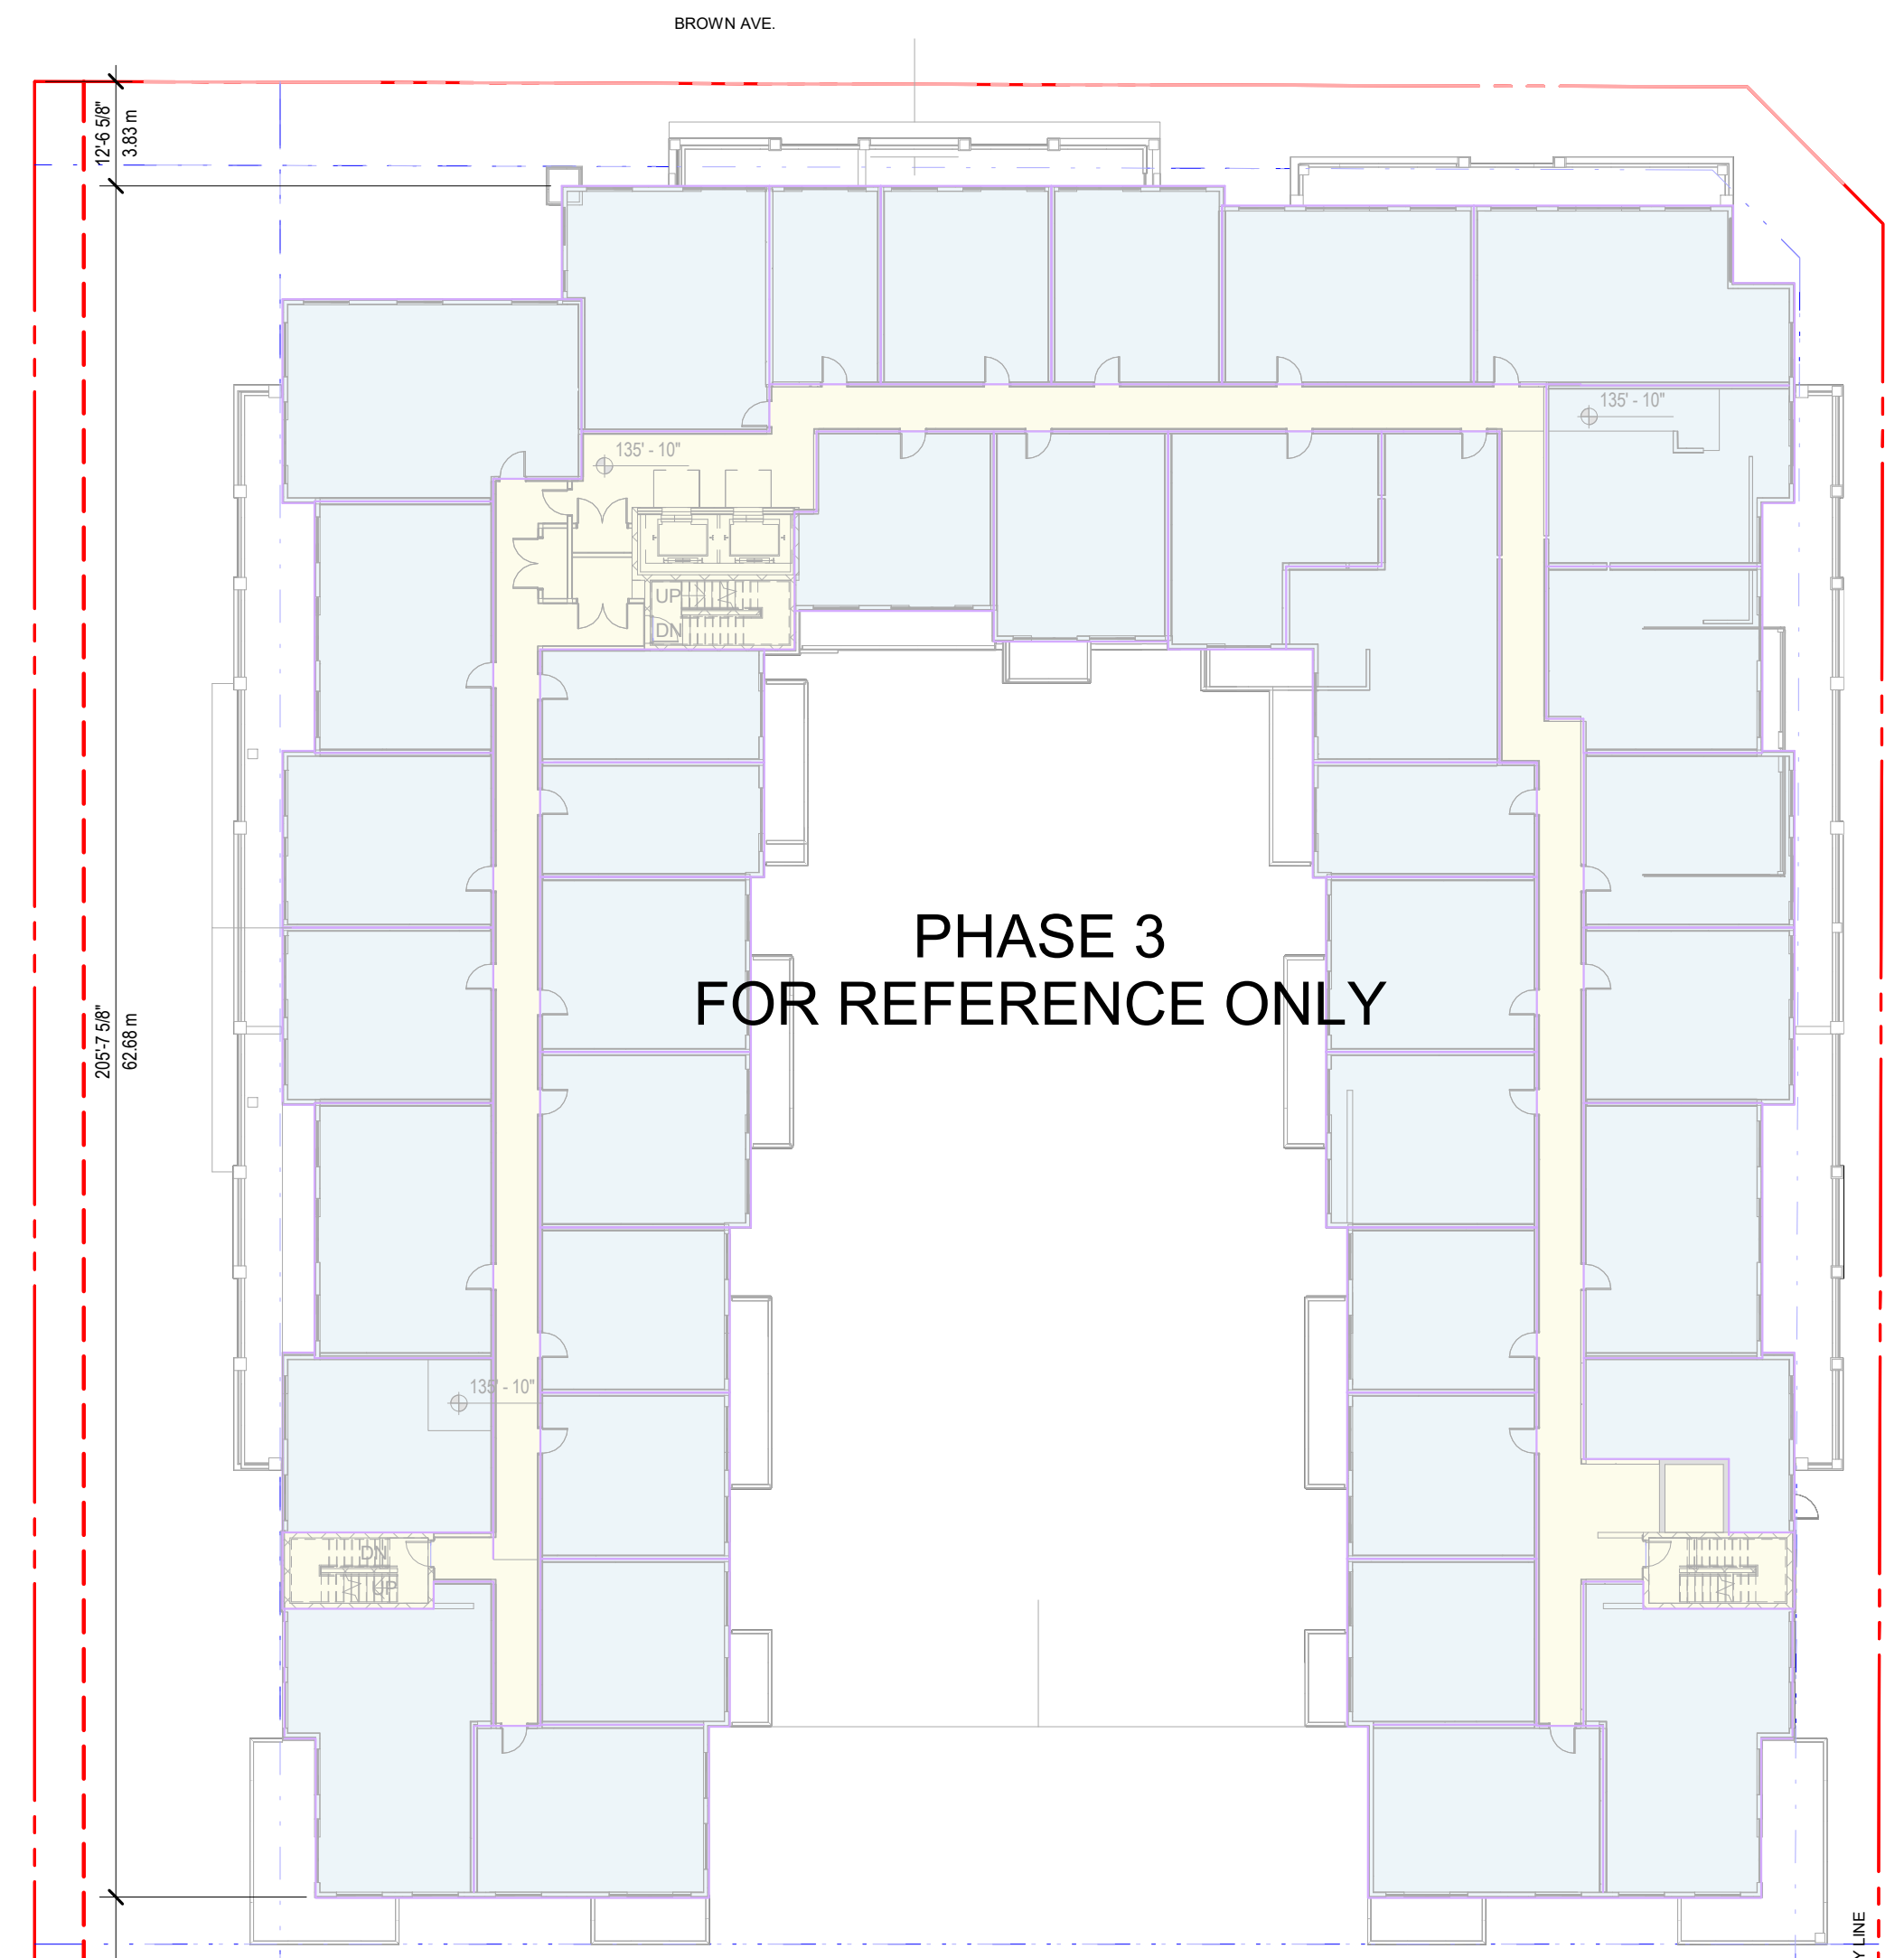 BROWN AVE.
12'-6 5/8"
3.83 m
135' - 10"
135' - 10"
UP
DN
PHASE 3
FOR REFERENCE ONLY
205'-7 5/8"
62.68 m
135' - 10"
DN
UP
Y LINE